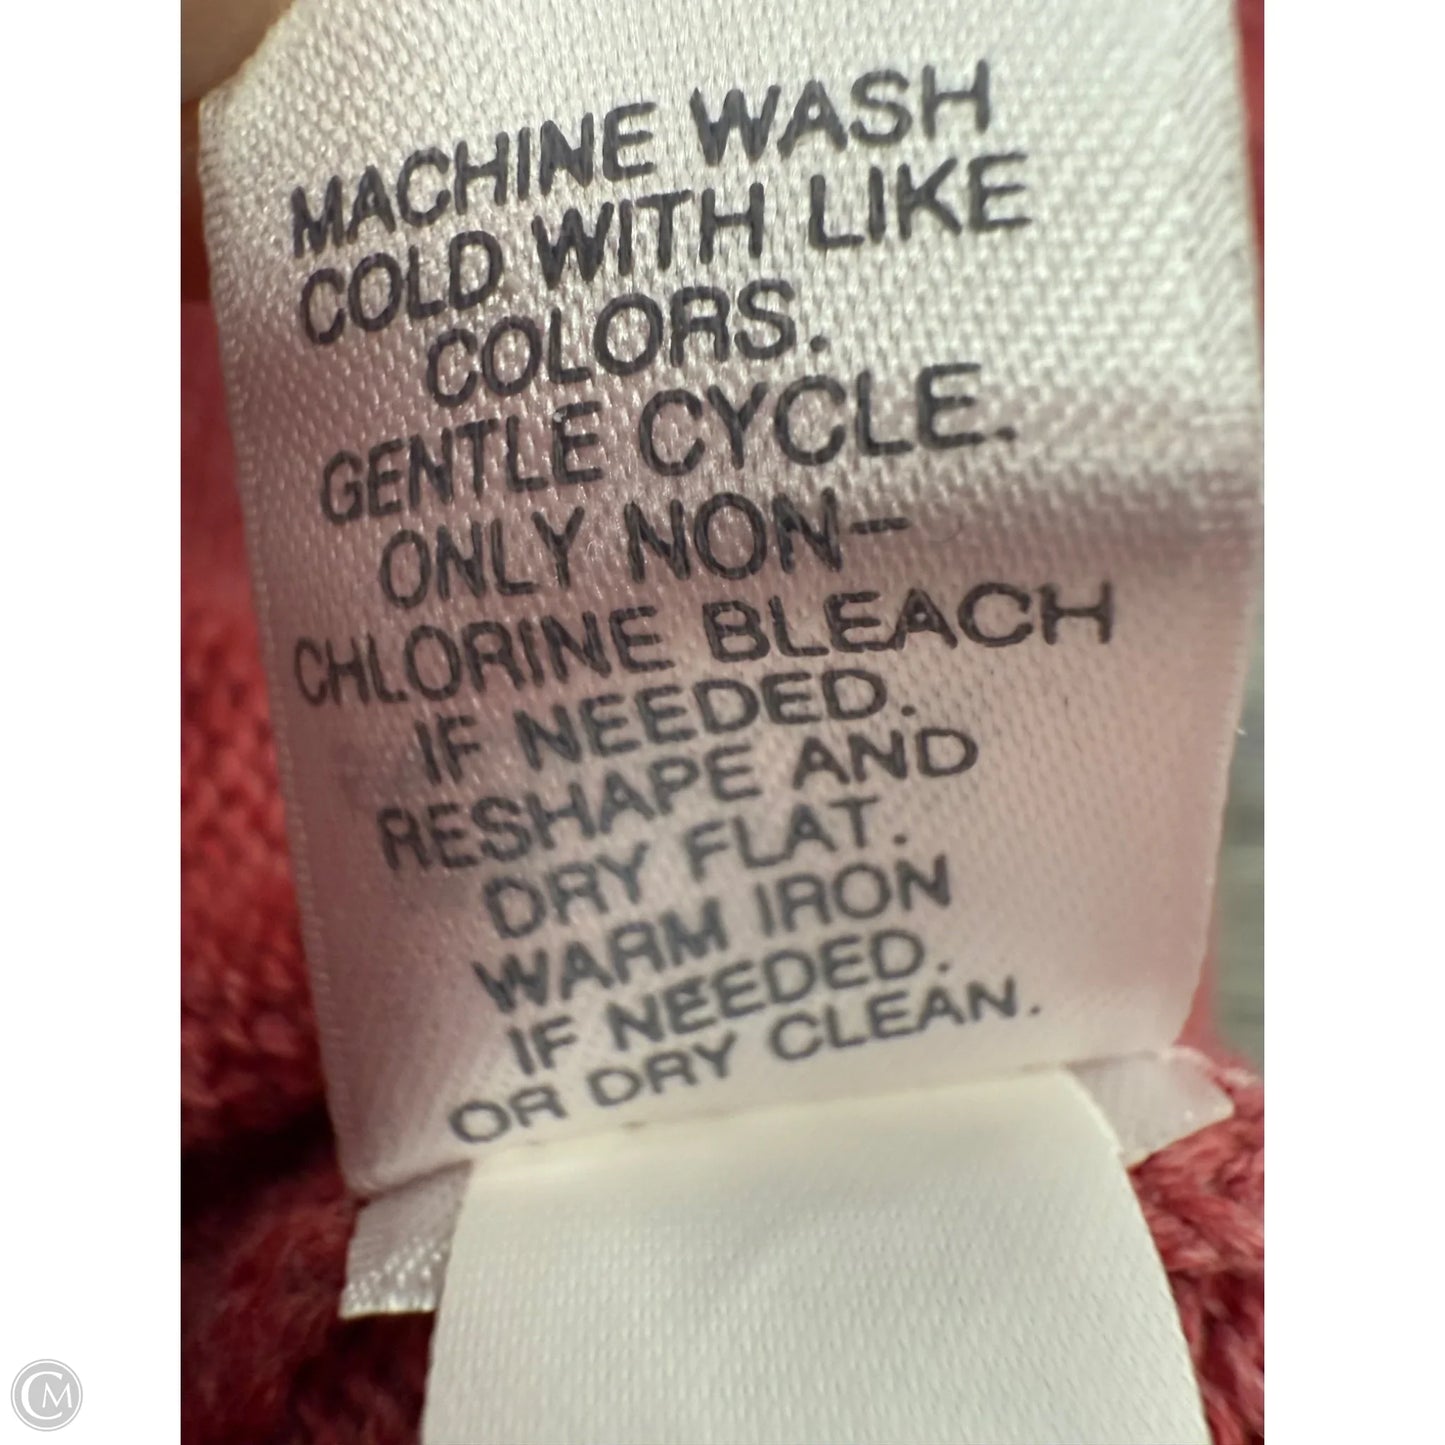 MACHINE WASH
COLD WITH LIKE
COLORS.
GENTLE CYCLE.
ONLY NON-
CHLORINE BLEACH
IF NEEDED.
RESHAPE AND
DRY FLAT.
WARM IRON
IF NEEDED.
OR DRY CLEAN.
CM